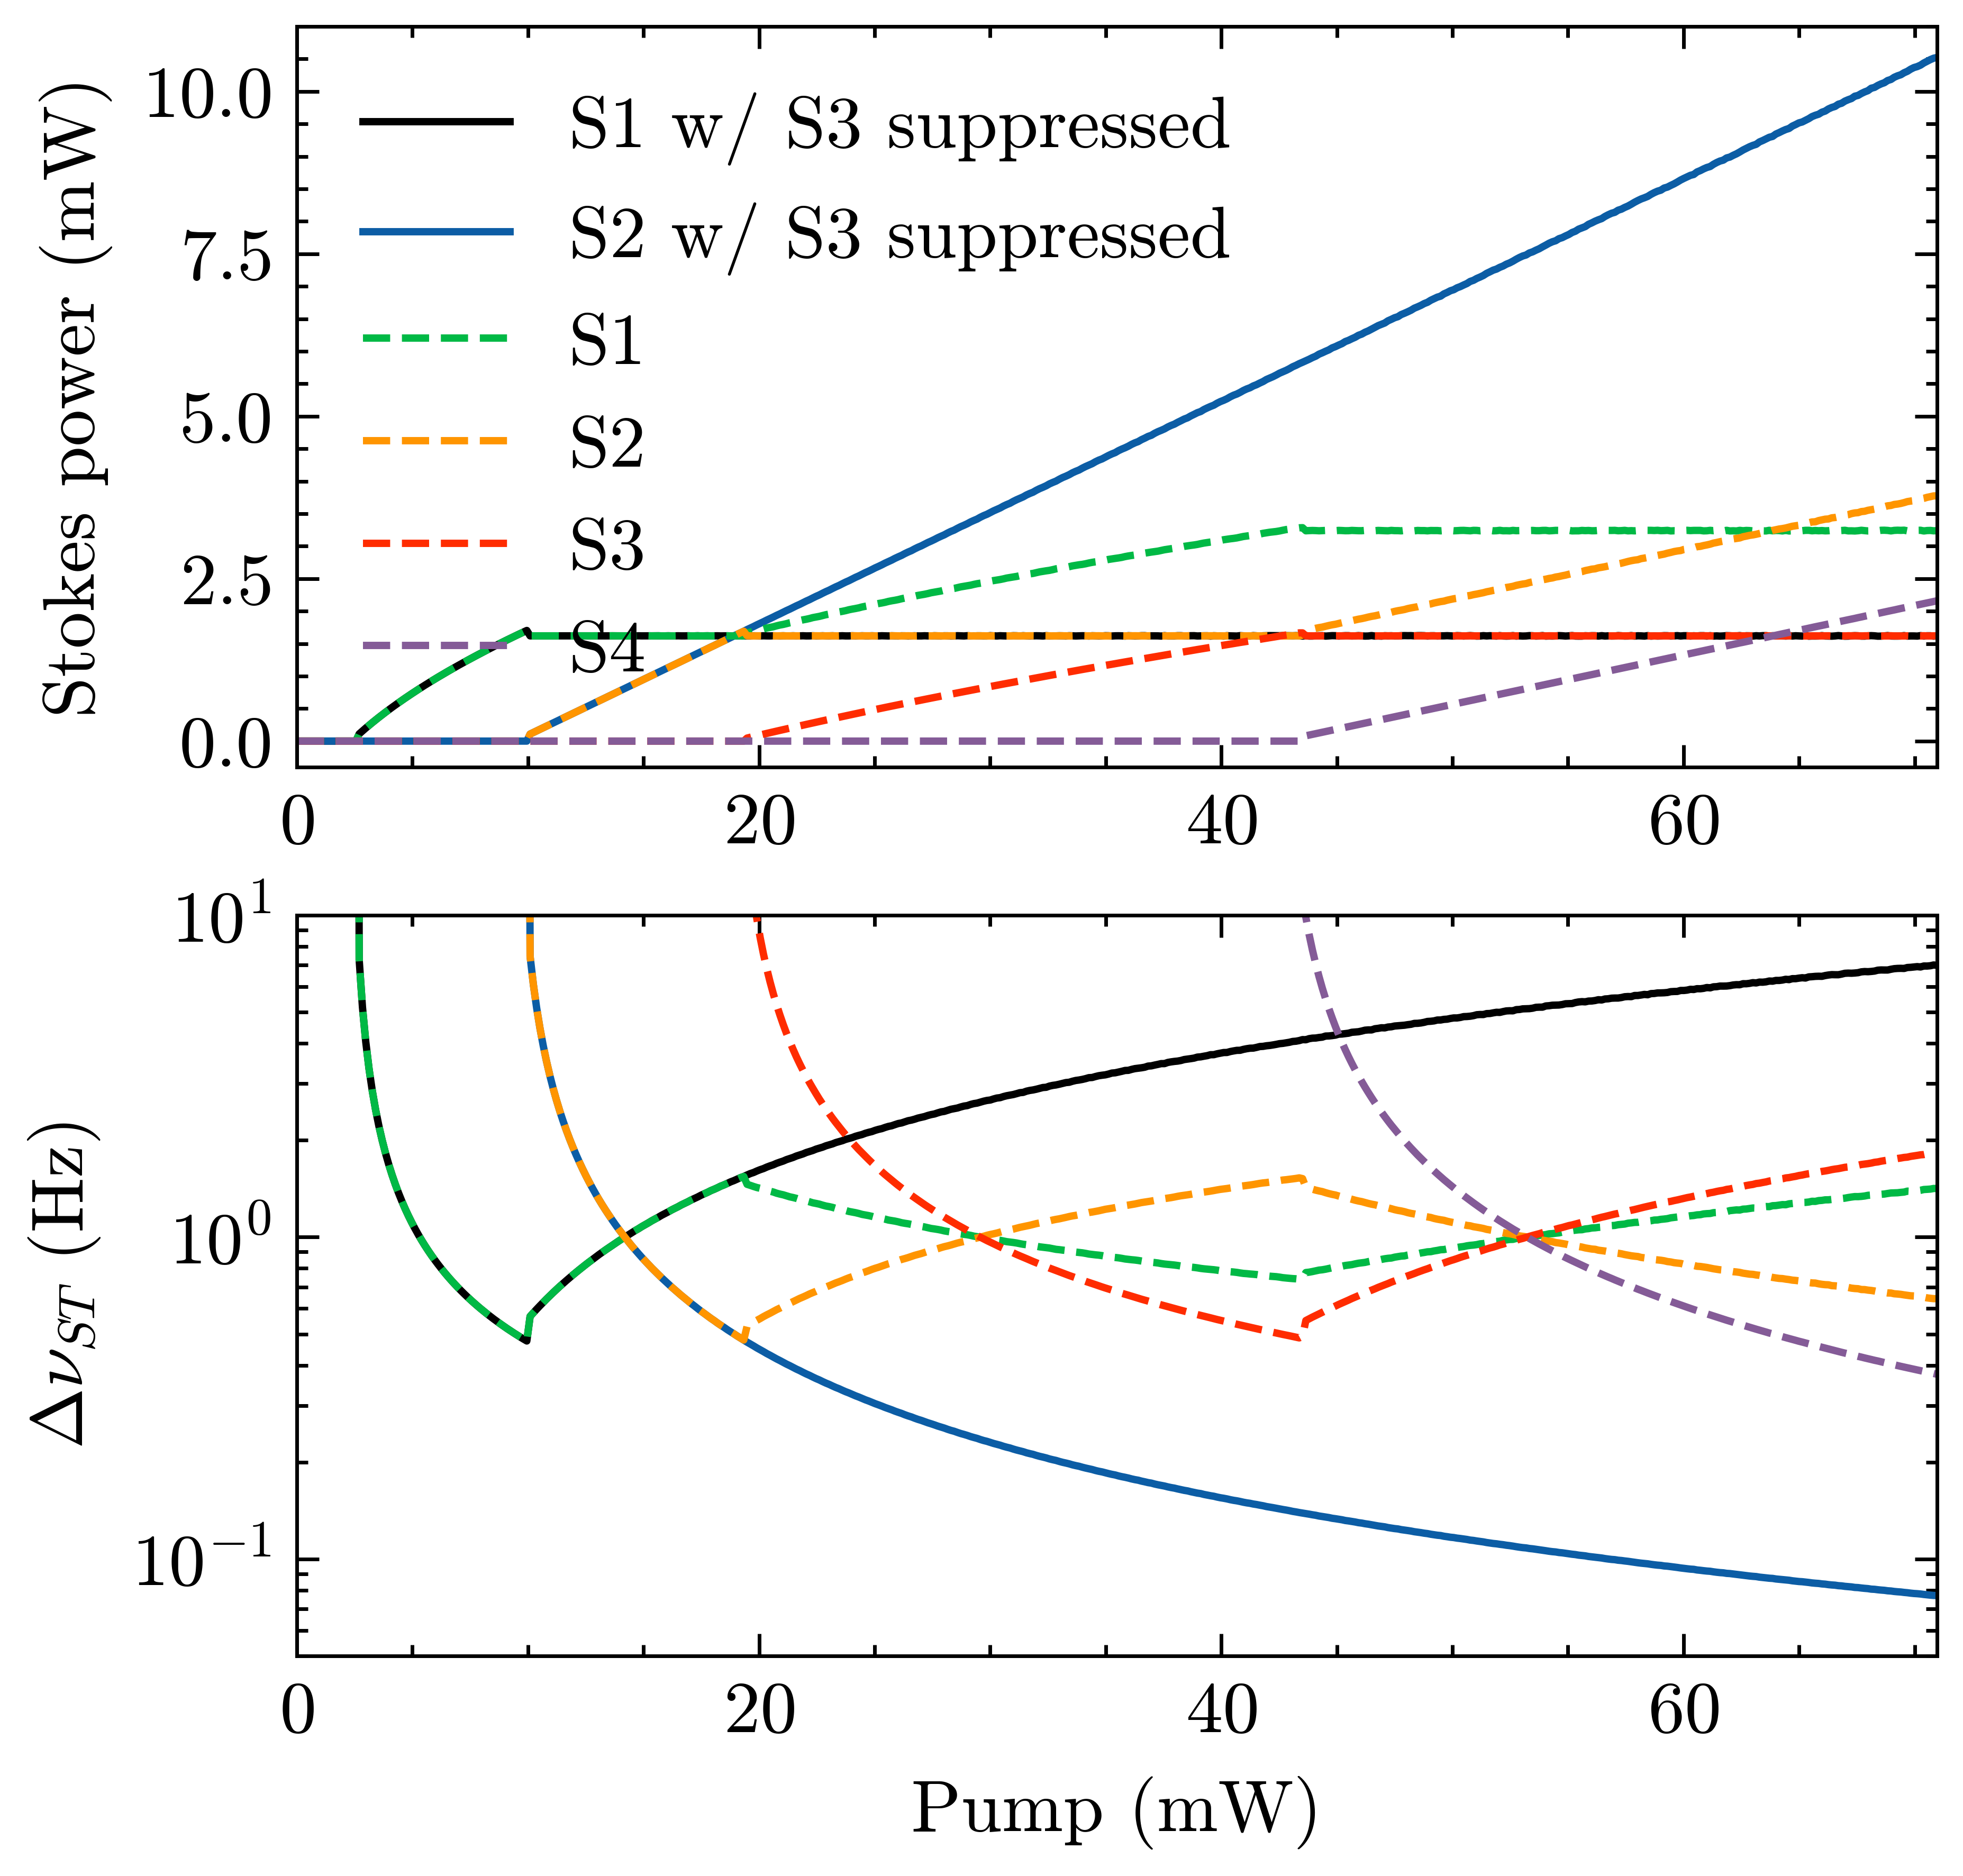 Stokes power (mW)
10.0
7.5
5.0
2.5
0.0
S1 w/ S3 suppressed
S2 w/ S3 suppressed
S1
S2
S3
S4
0 20 40 60
Δν_ST (Hz)
10^1
10^0
10^−1
0 20 40 60
Pump (mW)